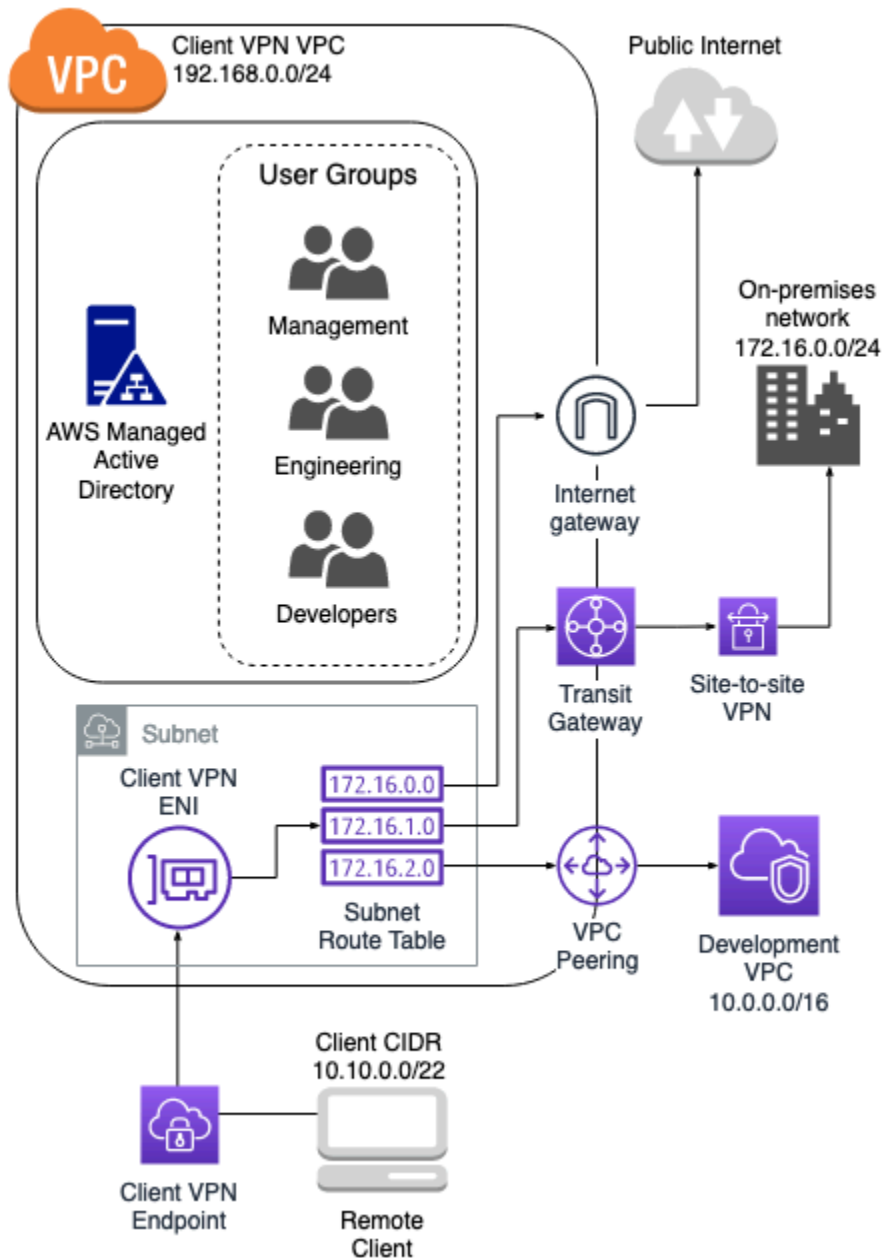 VPC
Client VPN VPC
192.168.0.0/24
Public Internet
User Groups
Management
Engineering
Developers
AWS Managed
Active
Directory
On-premises
network
172.16.0.0/24
Internet
gateway
Transit
Gateway
Site-to-site
VPN
Subnet
Client VPN
ENI
172.16.0.0
172.16.1.0
172.16.2.0
Subnet
Route Table
VPC
Peering
Development
VPC
10.0.0.0/16
Client CIDR
10.10.0.0/22
Client VPN
Endpoint
Remote
Client